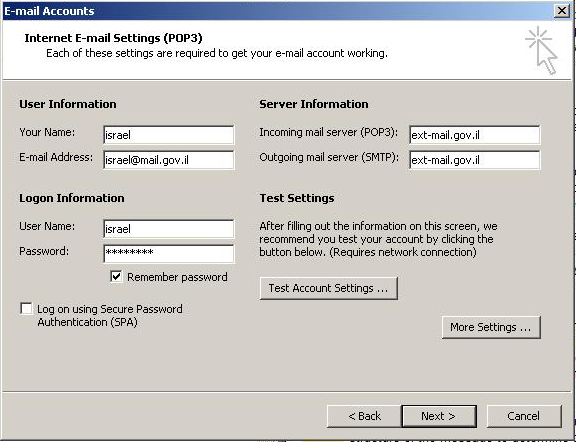 E-mail Accounts
Internet E-mail Settings (POP3)
Each of these settings are required to get your e-mail account working.
User Information
Your Name: israel
E-mail Address: israel@mail.gov.il
Server Information
Incoming mail server (POP3): ext-mail.gov.il
Outgoing mail server (SMTP): ext-mail.gov.il
Logon Information
User Name: israel
Password: ********
Remember password
Log on using Secure Password
Authentication (SPA)
Test Settings
After filling out the information on this screen, we
recommend you test your account by clicking the
button below. (Requires network connection)
Test Account Settings ...
More Settings ...
< Back
Next >
Cancel